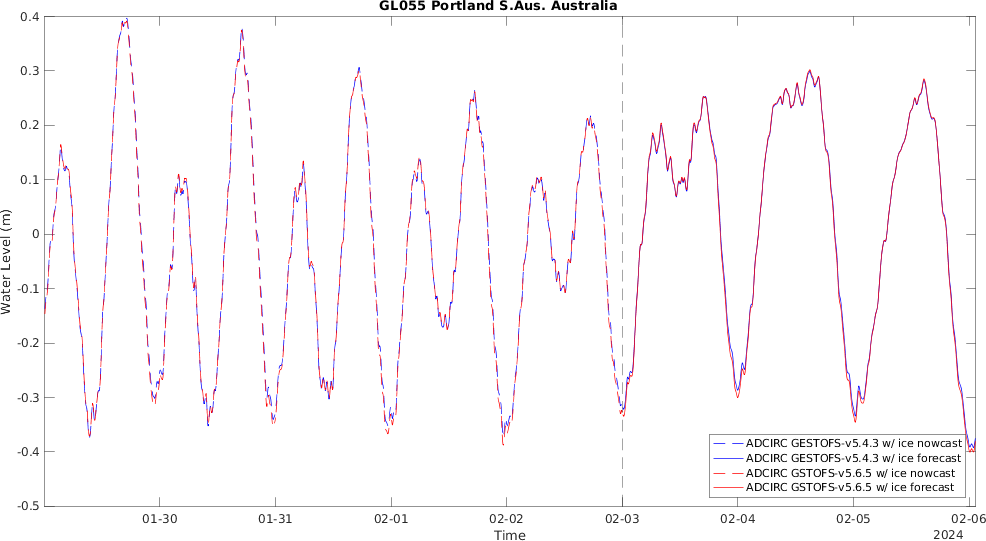 GL055 Portland S.Aus. Australia
0.4
0.3
0.2
0.1
0
-0.1
-0.2
-0.3
-0.4
-0.5
Water Level (m)
01-30
01-31
02-01
02-02
02-03
02-04
02-05
02-06
Time
2024
ADCIRC GESTOFS-v5.4.3 w/ ice nowcast
ADCIRC GESTOFS-v5.4.3 w/ ice forecast
ADCIRC GSTOFS-v5.6.5 w/ ice nowcast
ADCIRC GSTOFS-v5.6.5 w/ ice forecast